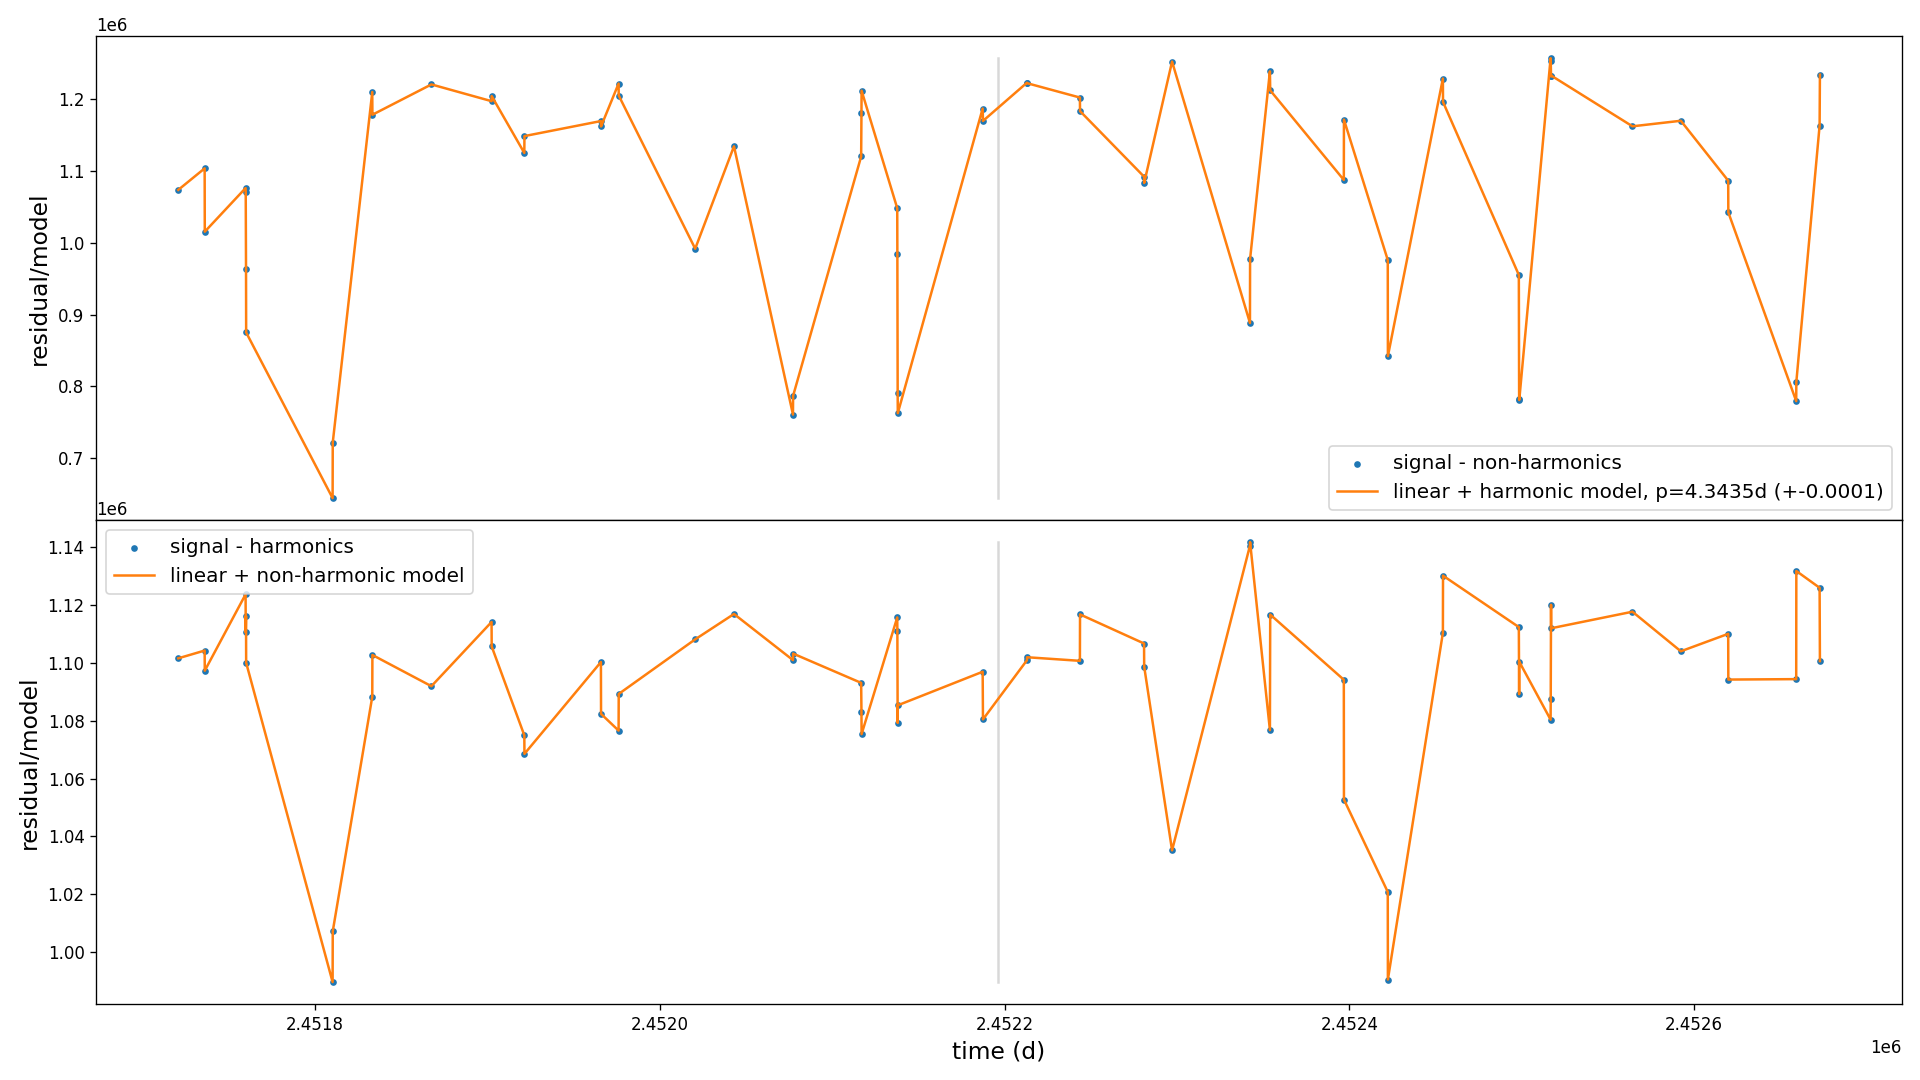 1e6
1.2
1.1
1.0
0.9
0.8
0.7
residual/model
signal - non-harmonics
linear + harmonic model, p=4.3435d (+-0.0001)
1e6
signal - harmonics
linear + non-harmonic model
1.14
1.12
1.10
1.08
1.06
1.04
1.02
1.00
residual/model
2.4518
2.4520
2.4522
2.4524
2.4526
1e6
time (d)